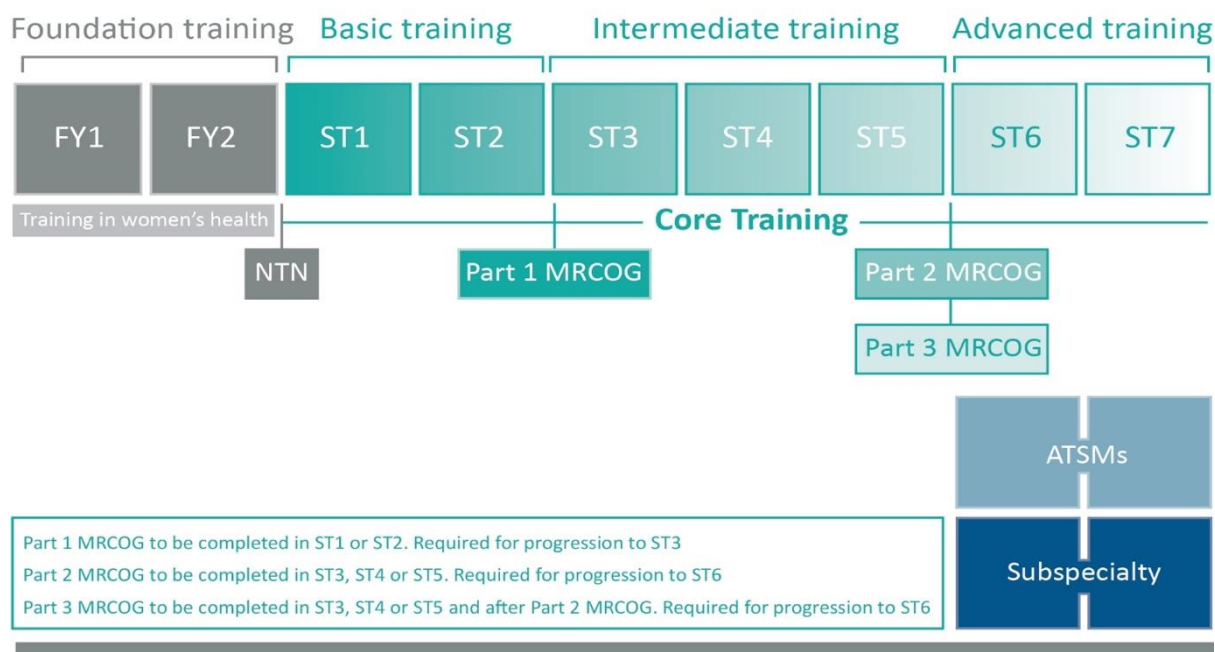 Foundation training
Basic training
Intermediate training
Advanced training
FY1
FY2
ST1
ST2
ST3
ST4
ST5
ST6
ST7
Training in women's health
Core Training
NTN
Part 1 MRCOG
Part 2 MRCOG
Part 3 MRCOG
ATSMs
Subspecialty
Part 1 MRCOG to be completed in ST1 or ST2. Required for progression to ST3
Part 2 MRCOG to be completed in ST3, ST4 or ST5. Required for progression to ST6
Part 3 MRCOG to be completed in ST3, ST4 or ST5 and after Part 2 MRCOG. Required for progression to ST6